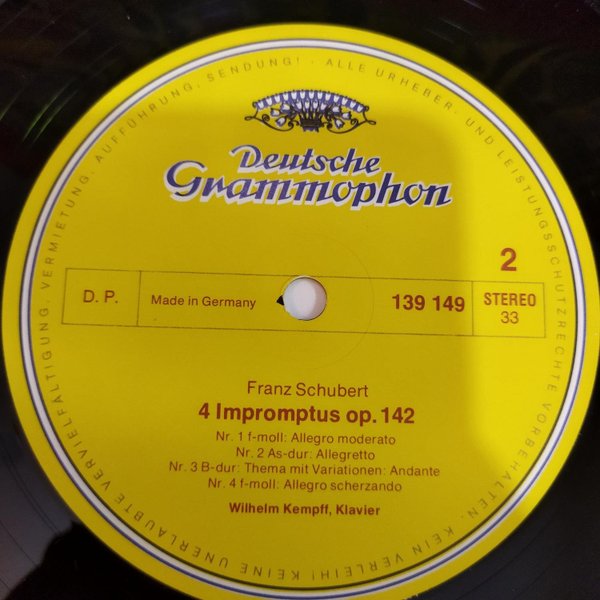 ALLE URHEBER- UND LEISTUNGSSCHUTZRECHTE VORBEHALTEN · KEIN VERLEIH! KEINE UNERLAUBTE VERVIELFÄLTIGUNG, VERMIETUNG, AUFFÜHRUNG, SENDUNG! ·
Deutsche
Grammophon
2
D. P.
Made in Germany
139 149
STEREO
33
Franz Schubert
4 Impromptus op. 142
Nr. 1 f-moll: Allegro moderato
Nr. 2 As-dur: Allegretto
Nr. 3 B-dur: Thema mit Variationen: Andante
Nr. 4 f-moll: Allegro scherzando
Wilhelm Kempff, Klavier